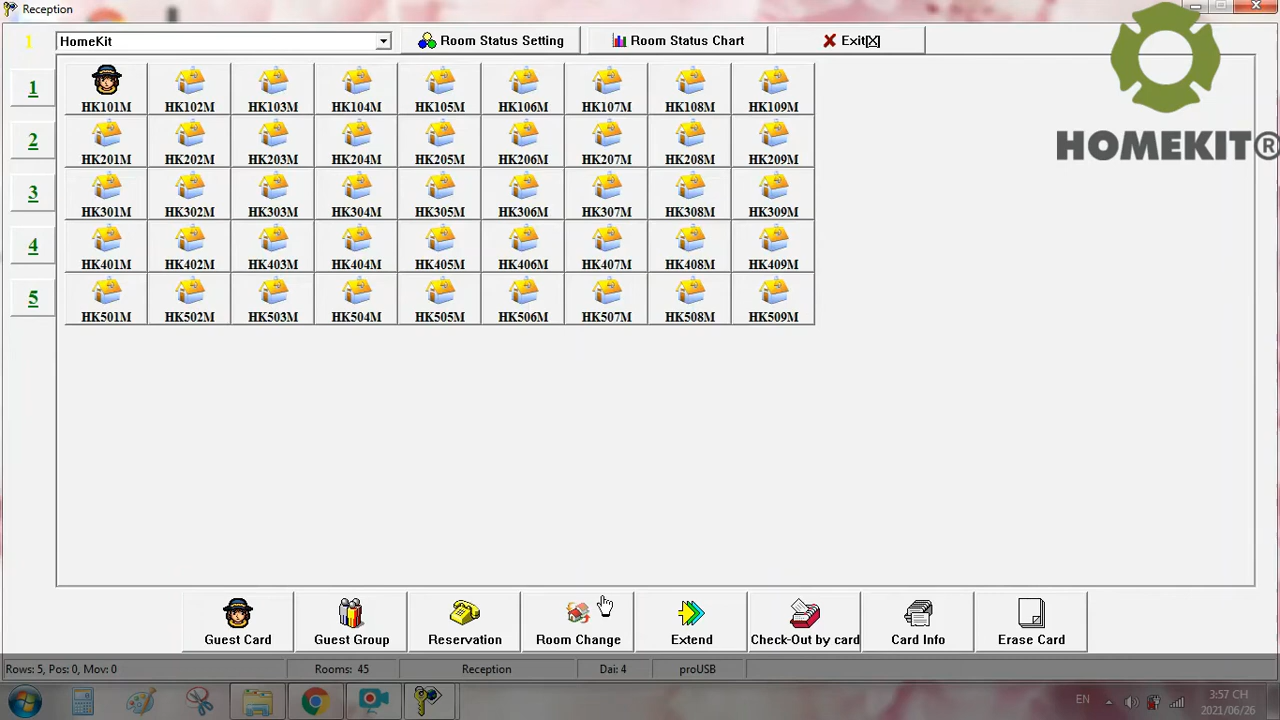 Reception
1 HomeKit Room Status Setting Room Status Chart Exit[X]
HOMEKIT®
1 HK101M HK102M HK103M HK104M HK105M HK106M HK107M HK108M HK109M
2 HK201M HK202M HK203M HK204M HK205M HK206M HK207M HK208M HK209M
3 HK301M HK302M HK303M HK304M HK305M HK306M HK307M HK308M HK309M
4 HK401M HK402M HK403M HK404M HK405M HK406M HK407M HK408M HK409M
5 HK501M HK502M HK503M HK504M HK505M HK506M HK507M HK508M HK509M
Guest Card Guest Group Reservation Room Change Extend Check-Out by card Card Info Erase Card
Rows: 5, Pos: 0, Mov: 0 Rooms: 45 Reception Dai: 4 proUSB
EN 3:57 CH
2021/06/26